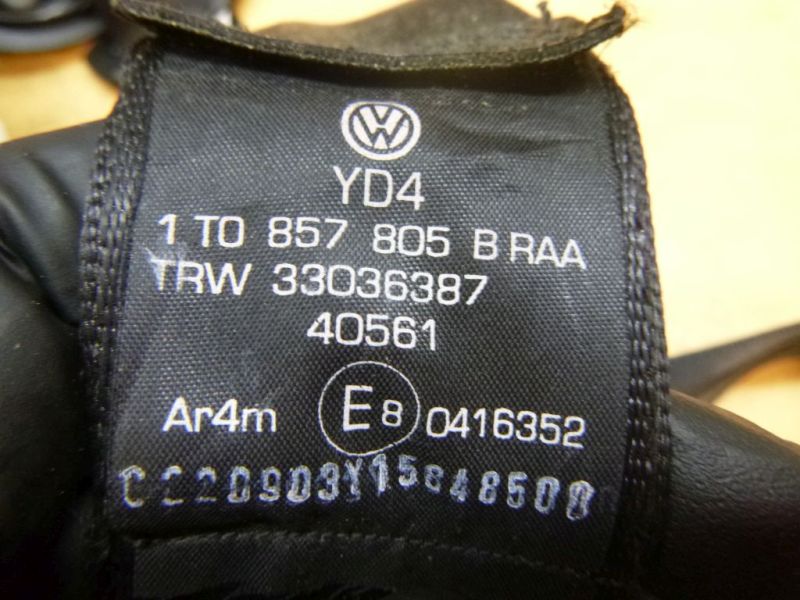 YD4
1T0 857 805 B RAA
TRW 33036387
40561
Ar4m E8 0416352